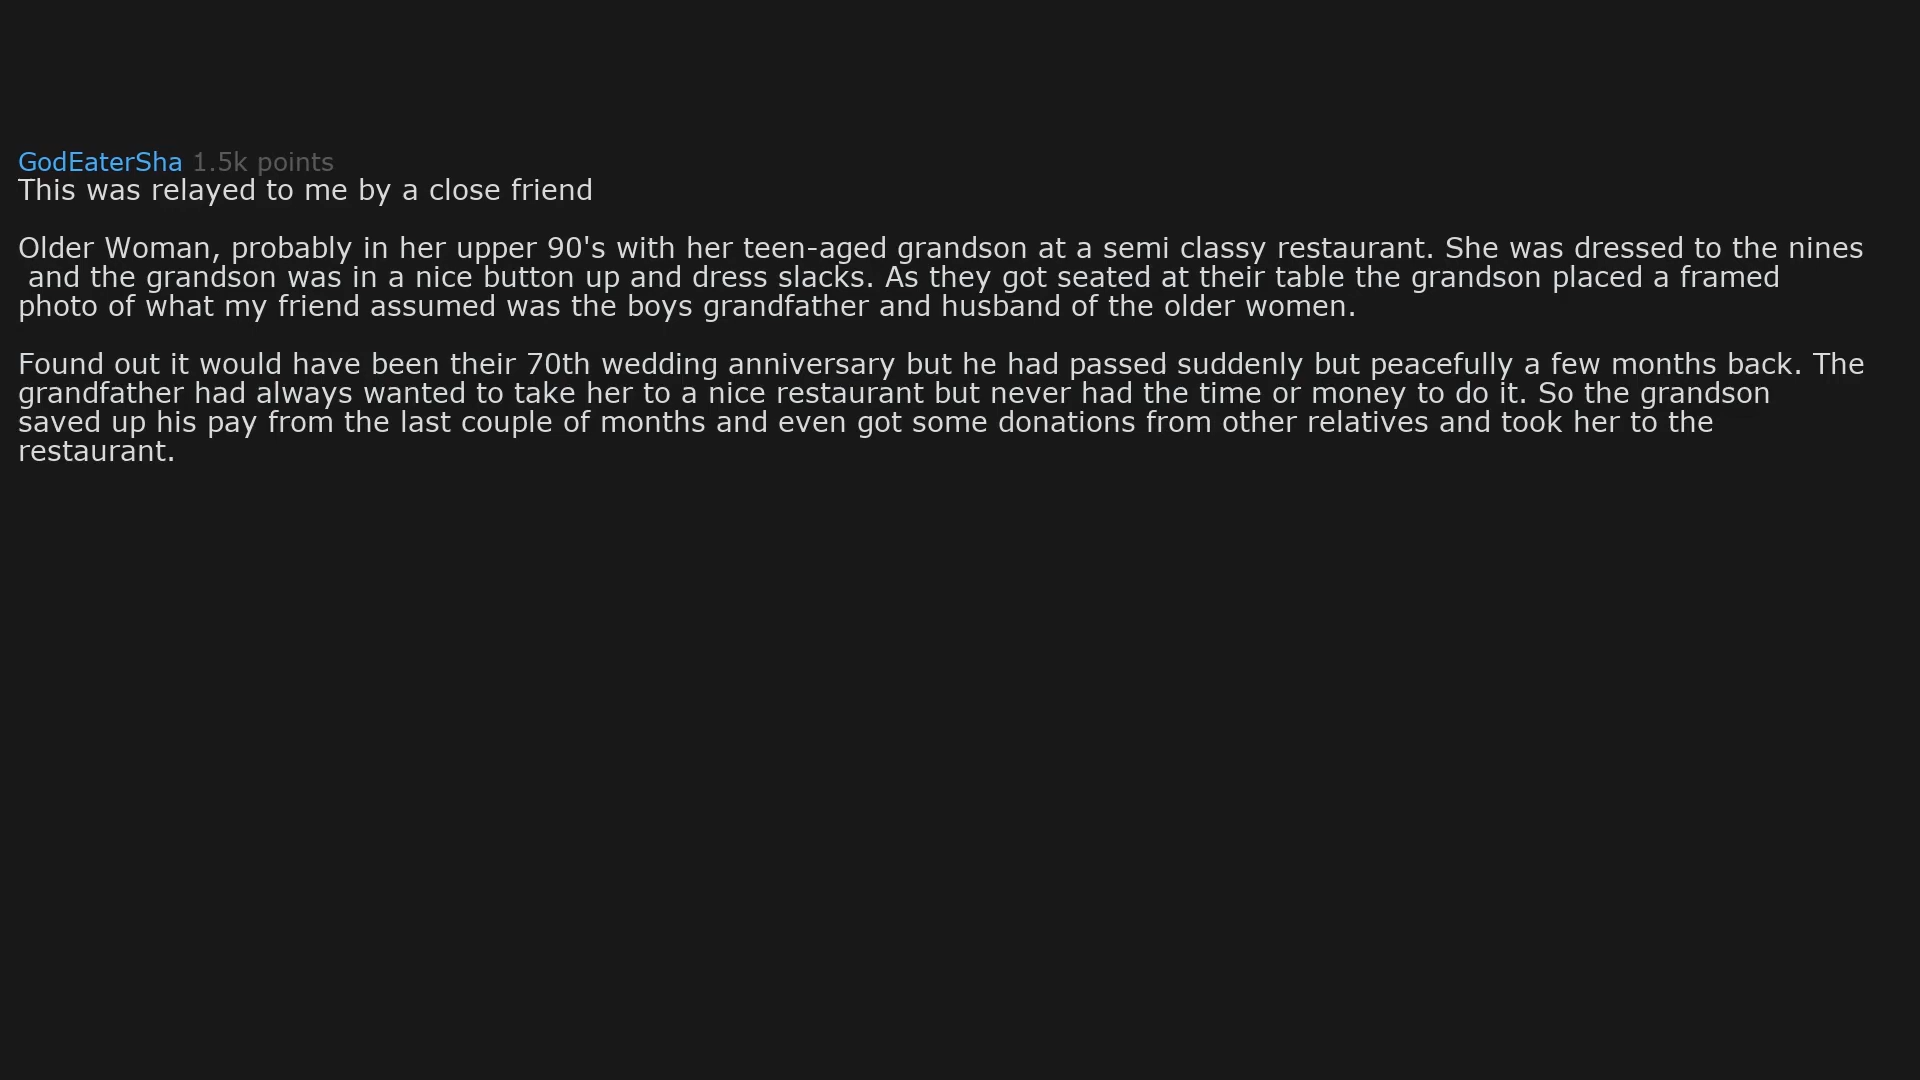 GodEaterSha 1.5k points
This was relayed to me by a close friend
Older Woman, probably in her upper 90's with her teen-aged grandson at a semi classy restaurant. She was dressed to the nines
and the grandson was in a nice button up and dress slacks. As they got seated at their table the grandson placed a framed
photo of what my friend assumed was the boys grandfather and husband of the older women.
Found out it would have been their 70th wedding anniversary but he had passed suddenly but peacefully a few months back. The
grandfather had always wanted to take her to a nice restaurant but never had the time or money to do it. So the grandson
saved up his pay from the last couple of months and even got some donations from other relatives and took her to the
restaurant.